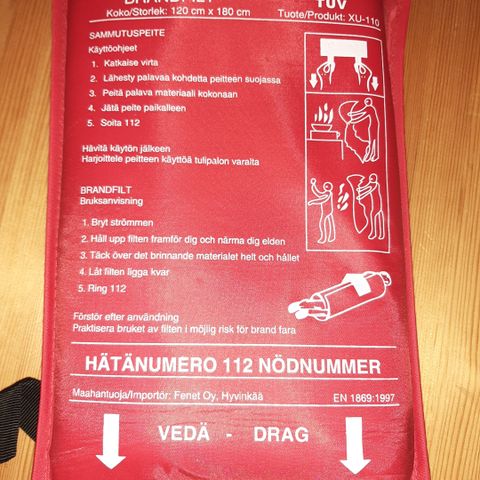 BRANDFILT
TÜV
Koko/Storlek: 120 cm x 180 cm
Tuote/Produkt: XU-110
SAMMUTUSPEITE
Käyttöohjeet
1. Katkaise virta
2. Lähesty palavaa kohdetta peitteen suojassa
3. Peitä palava materiaali kokonaan
4. Jätä peite paikalleen
5. Soita 112
Hävitä käytön jälkeen
Harjoittele peitteen käyttöä tulipalon varalta
BRANDFILT
Bruksanvisning
1. Bryt strömmen
2. Håll upp filten framför dig och närma dig elden
3. Täck över det brinnande materialet helt och hållet
4. Låt filten ligga kvar
5. Ring 112
Förstör efter användning
Praktisera bruket av filten i möjlig risk för brand fara
HÄTÄNUMERO 112 NÖDNUMMER
Maahantuoja/Importör: Fenet Oy, Hyvinkää
EN 1869:1997
VEDÄ - DRAG